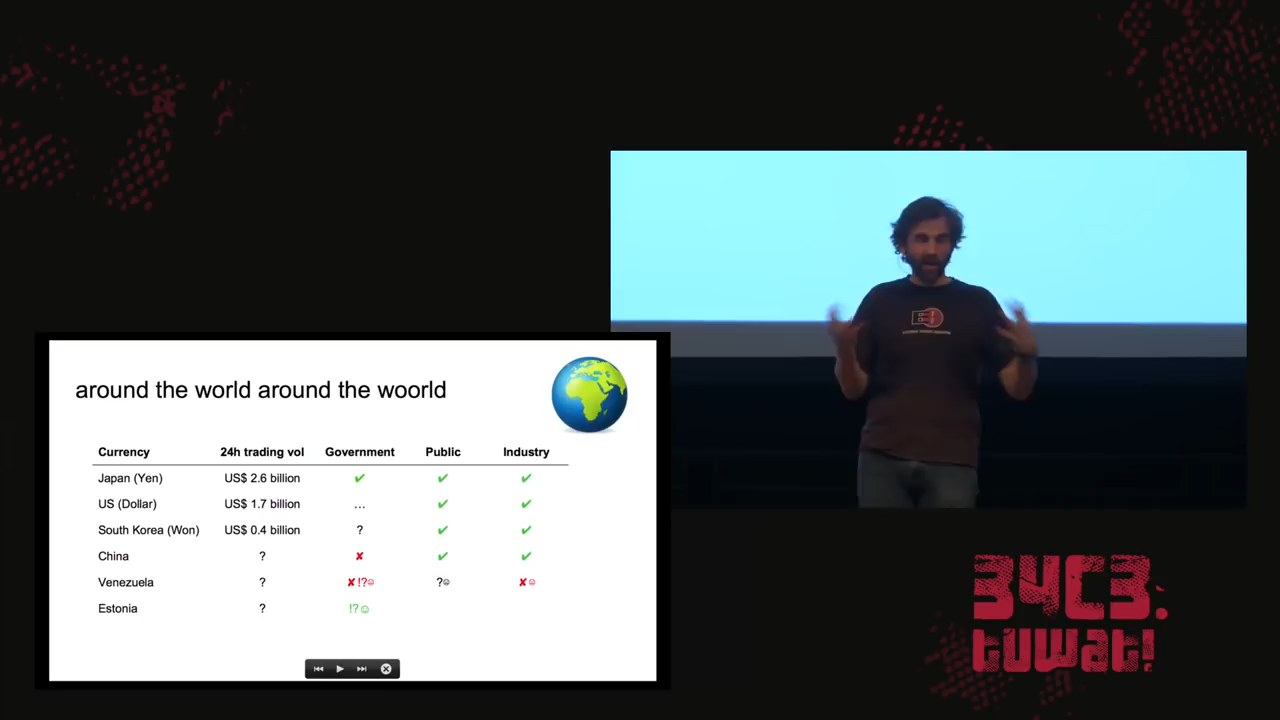 around the world around the woorld
Currency 24h trading vol Government Public Industry
Japan (Yen) US$ 2.6 billion ✔ ✔ ✔
US (Dollar) US$ 1.7 billion … ✔ ✔
South Korea (Won) US$ 0.4 billion ? ✔ ✔
China ? ✘ ✔ ✔
Venezuela ? ✘!?☹ ?☹ ✘☹
Estonia ? !?☺
34C3.
tuwat!